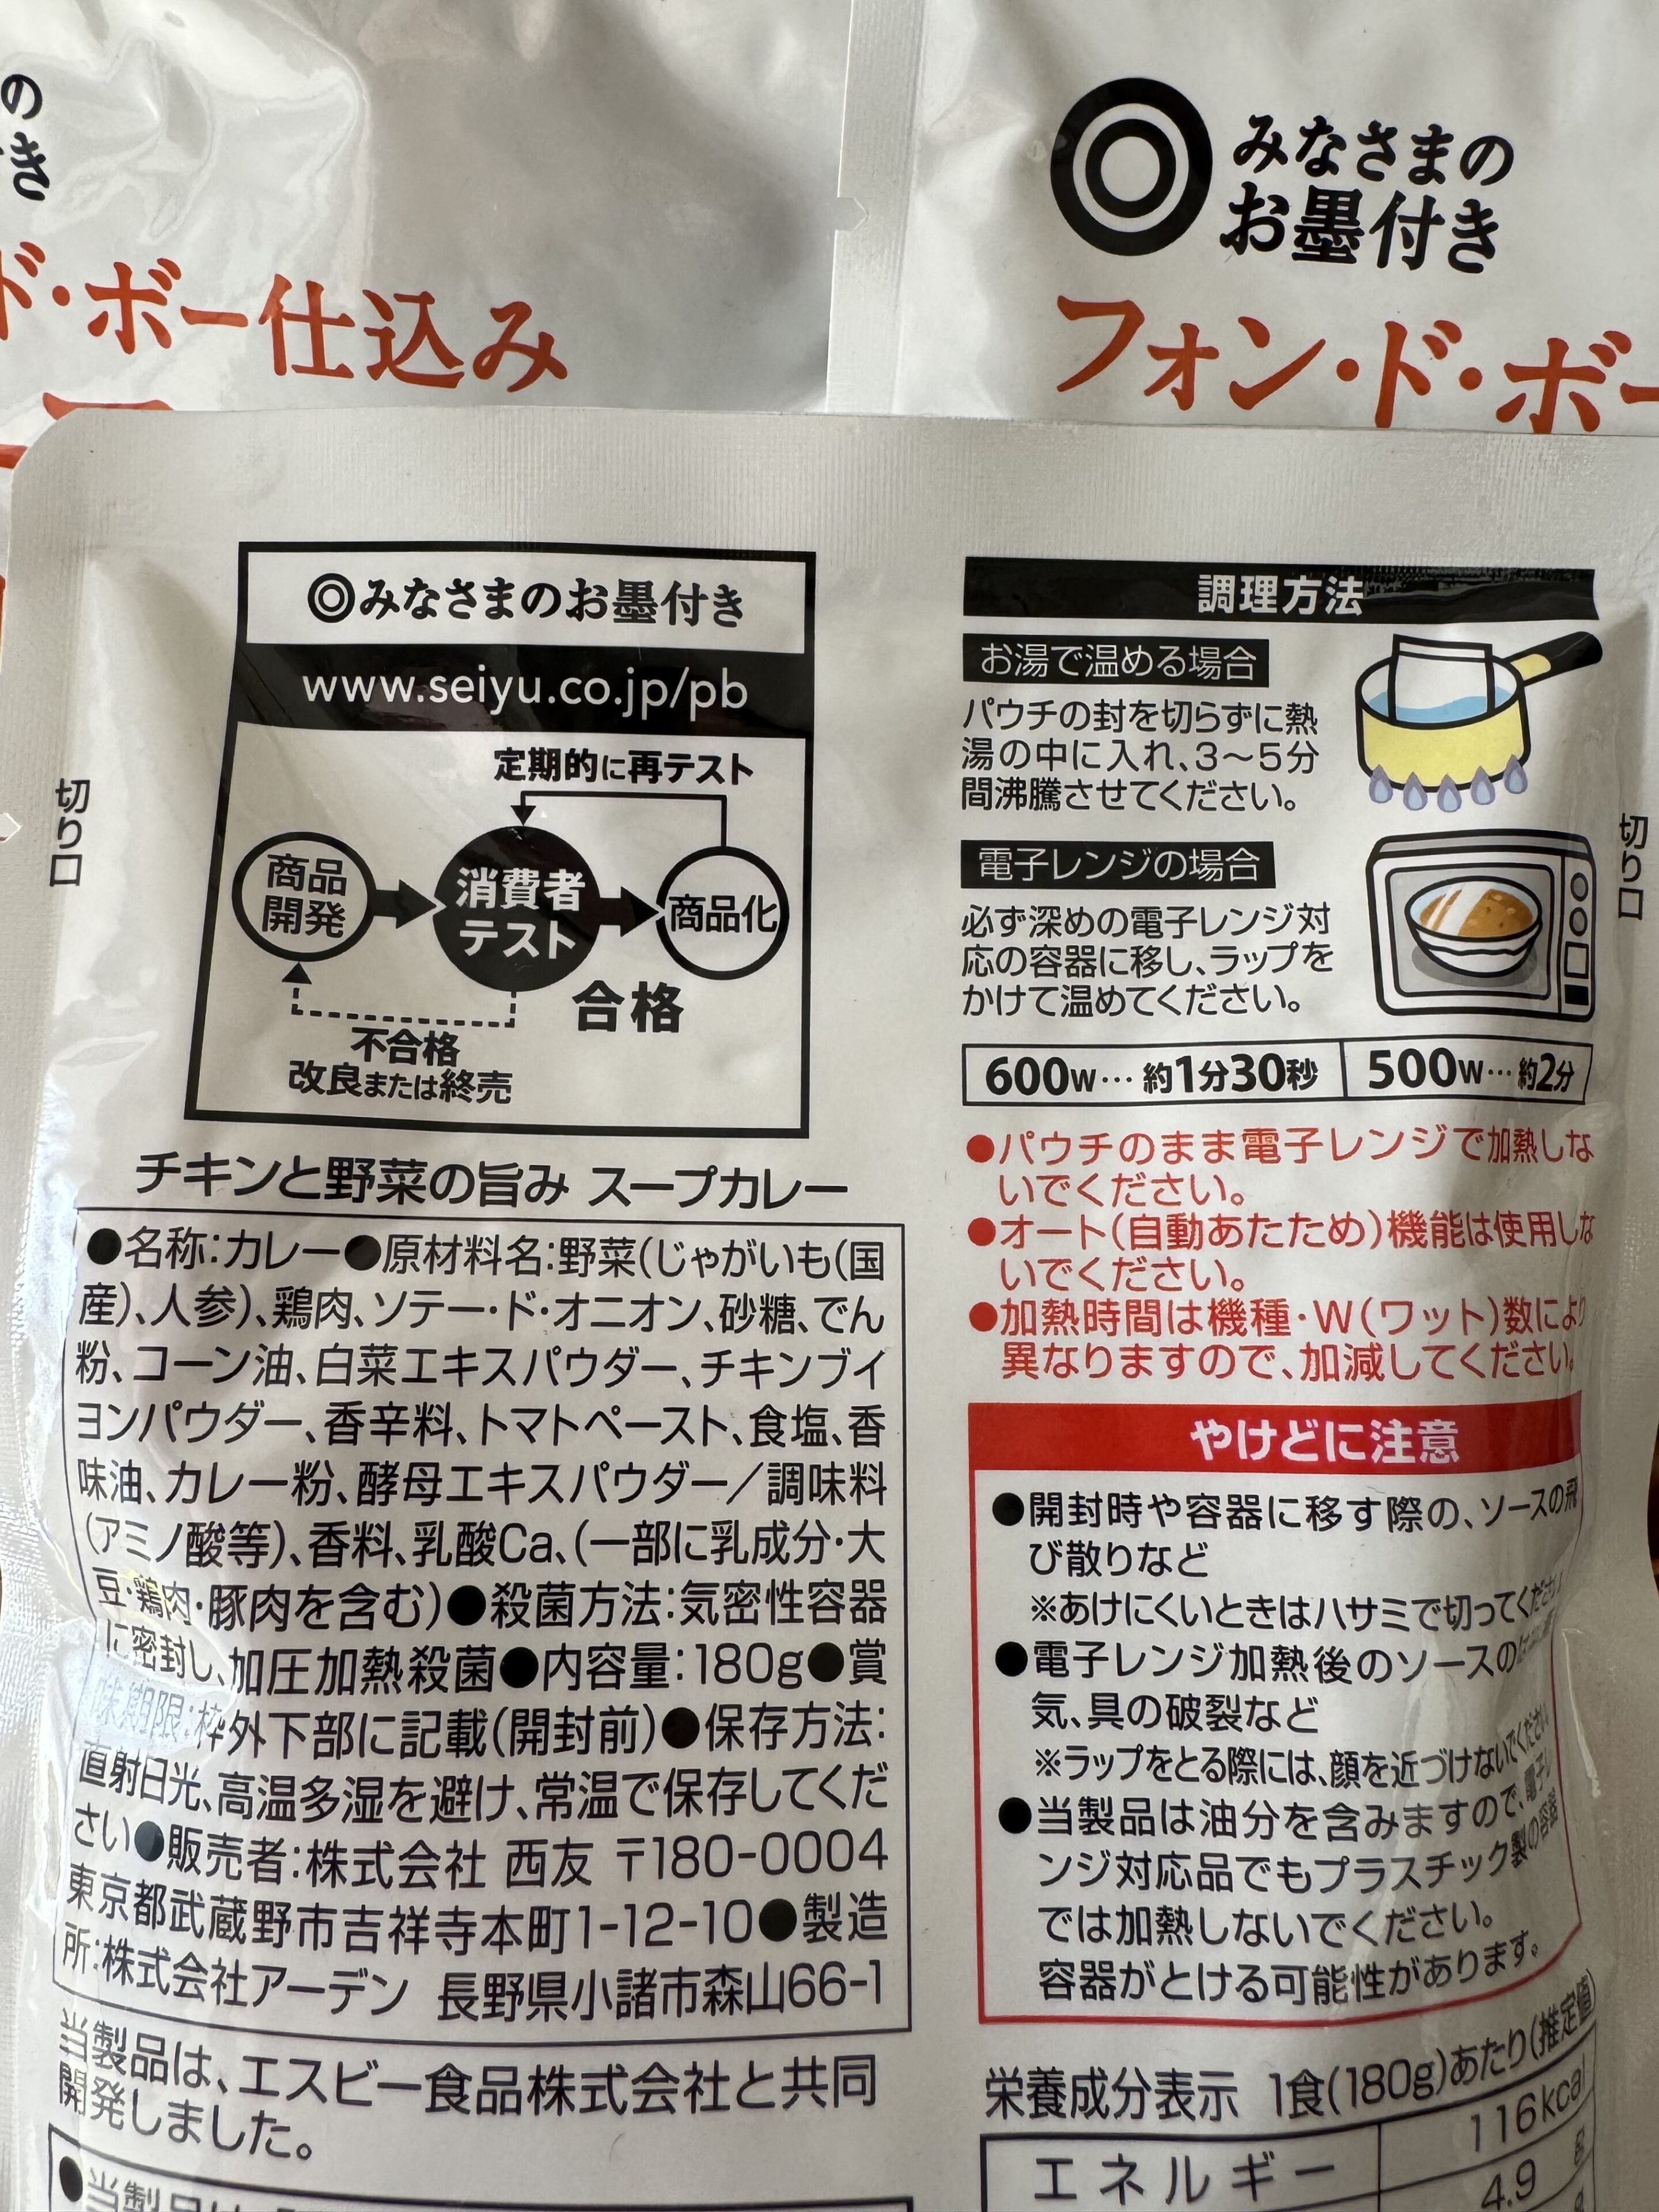 の
き
ド・ボー仕込み
みなさまの
お墨付き
フォン・ド・ボー
◎みなさまのお墨付き
www.seiyu.co.jp/pb
定期的に再テスト
商品
開発
消費者
テスト
商品化
合格
不合格
改良または終売
切り口
チキンと野菜の旨み スープカレー
●名称:カレー●原材料名:野菜(じゃがいも(国
産)、人参)、鶏肉、ソテー・ド・オニオン、砂糖、でん
粉、コーン油、白菜エキスパウダー、チキンブイ
ヨンパウダー、香辛料、トマトペースト、食塩、香
味油、カレー粉、酵母エキスパウダー/調味料
(アミノ酸等)、香料、乳酸Ca、(一部に乳成分・大
豆・鶏肉・豚肉を含む)●殺菌方法:気密性容器
に密封し、加圧加熱殺菌●内容量:180g●賞
味期限:枠外下部に記載(開封前)●保存方法:
直射日光、高温多湿を避け、常温で保存してくだ
さい●販売者:株式会社 西友 〒180-0004
東京都武蔵野市吉祥寺本町1-12-10●製造
所:株式会社アーデン 長野県小諸市森山66-1
当製品は、エスビー食品株式会社と共同
開発しました。
調理方法
お湯で温める場合
パウチの封を切らずに熱
湯の中に入れ、3〜5分
間沸騰させてください。
電子レンジの場合
必ず深めの電子レンジ対
応の容器に移し、ラップを
かけて温めてください。
600W… 約1分30秒
500W… 約2分
切り口
●パウチのまま電子レンジで加熱しな
いでください。
●オート(自動あたため)機能は使用しな
いでください。
●加熱時間は機種・W(ワット)数により
異なりますので、加減してください。
やけどに注意
●開封時や容器に移す際の、ソースの飛
び散りなど
※あけにくいときはハサミで切ってください
●電子レンジ加熱後のソースの
気、具の破裂など
※ラップをとる際には、顔を近づけないでください。
●当製品は油分を含みますので、電子レ
ンジ対応品でもプラスチック製の容器
では加熱しないでください。
容器がとける可能性があります。
栄養成分表示 1食(180g)あたり(推定値)
エネルギー
116kcal
4.9
●当製品は